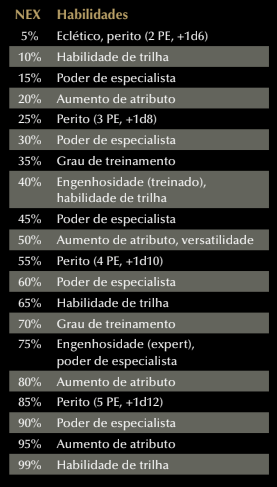 NEX Habilidades
5% Eclético, perito (2 PE, +1d6)
10% Habilidade de trilha
15% Poder de especialista
20% Aumento de atributo
25% Perito (3 PE, +1d8)
30% Poder de especialista
35% Grau de treinamento
40% Engenhosidade (treinado),
habilidade de trilha
45% Poder de especialista
50% Aumento de atributo, versatilidade
55% Perito (4 PE, +1d10)
60% Poder de especialista
65% Habilidade de trilha
70% Grau de treinamento
75% Engenhosidade (expert),
poder de especialista
80% Aumento de atributo
85% Perito (5 PE, +1d12)
90% Poder de especialista
95% Aumento de atributo
99% Habilidade de trilha